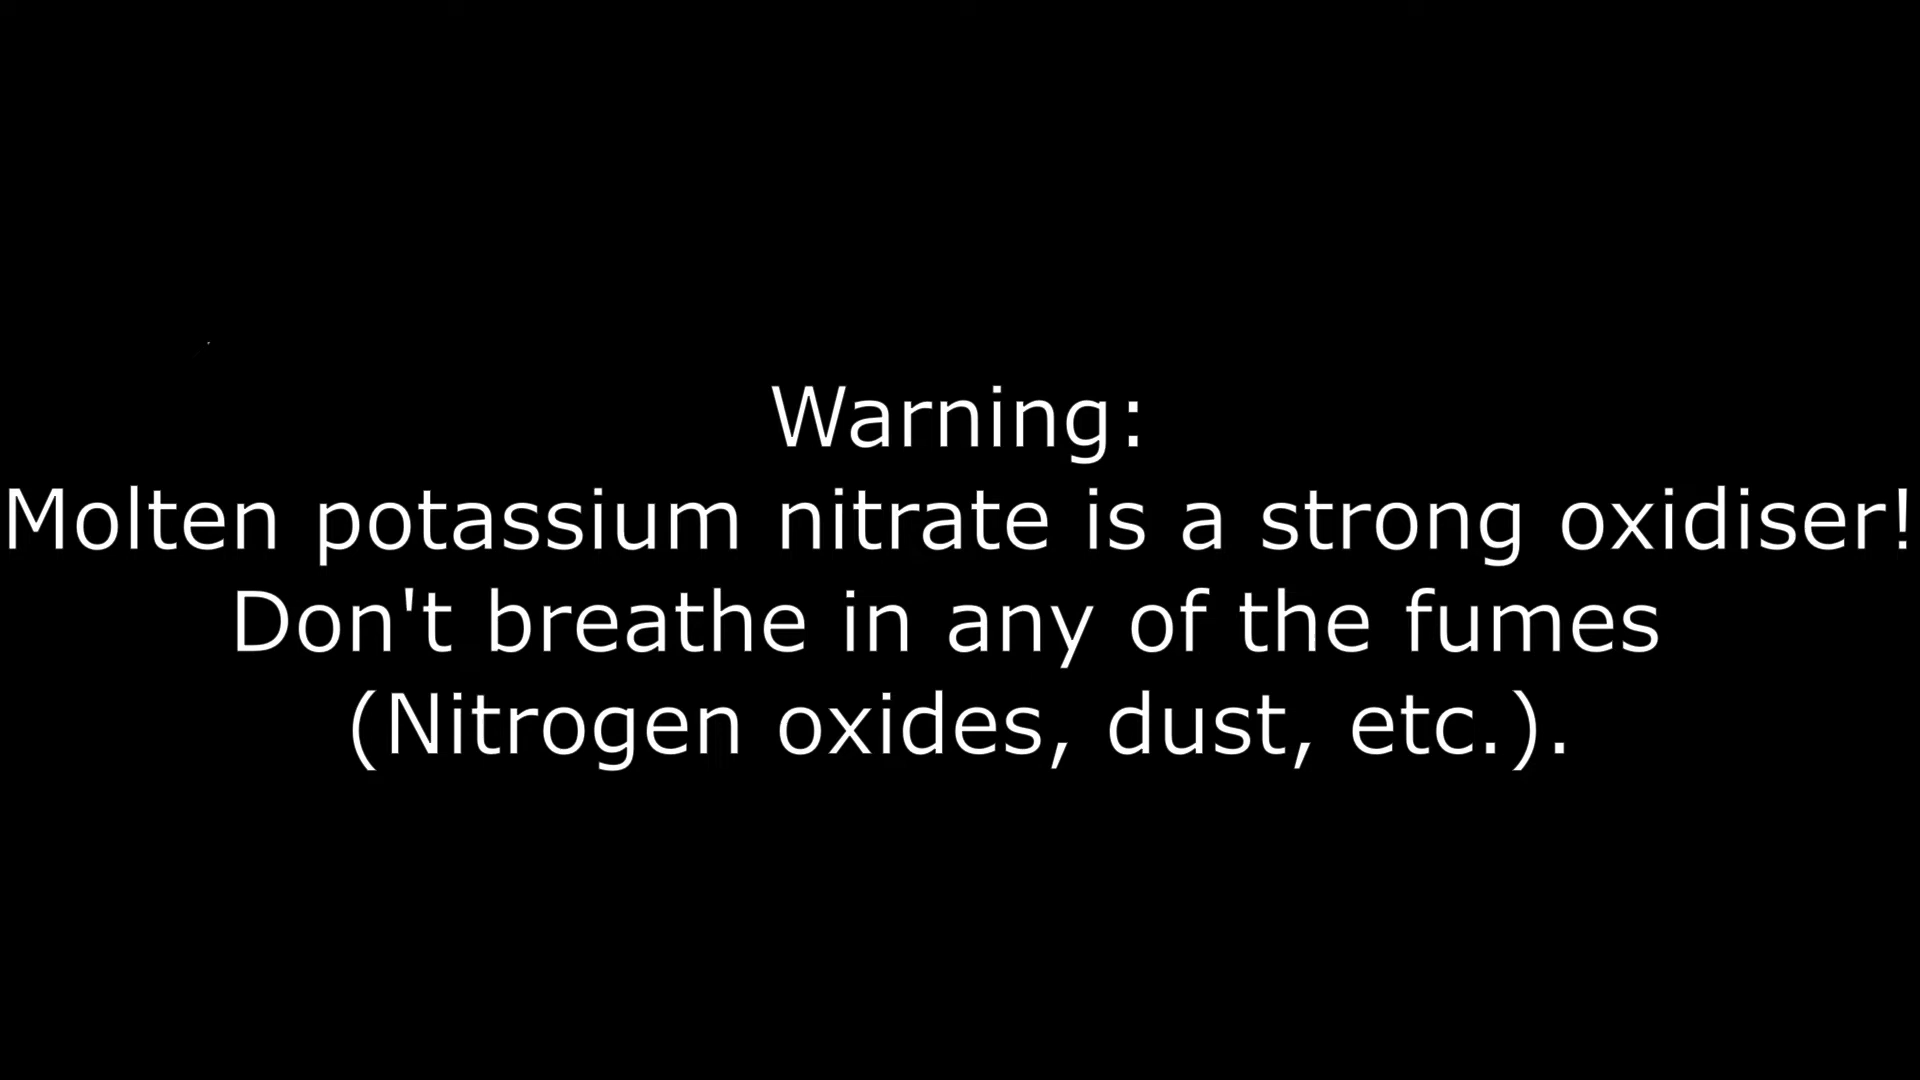 Warning:
Molten potassium nitrate is a strong oxidiser!
Don't breathe in any of the fumes
(Nitrogen oxides, dust, etc.).